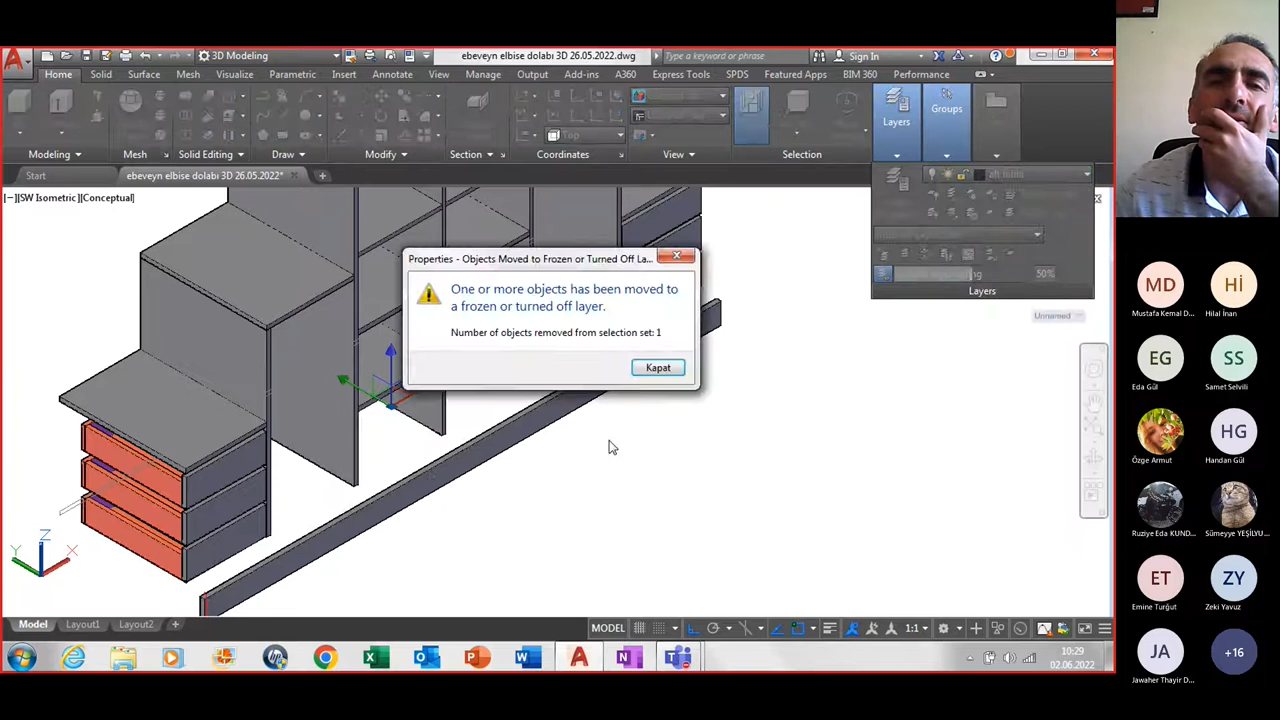 3D Modeling
ebeveyn elbise dolabı 3D 26.05.2022.dwg
Type a keyword or phrase
Sign In
Home Solid Surface Mesh Visualize Parametric Insert Annotate View Manage Output Add-ins A360 Express Tools SPDS Featured Apps BIM 360 Performance
Top
Layers
Groups
Modeling Mesh Solid Editing Draw Modify Section Coordinates View Selection
Start
ebeveyn elbise dolabı 26.05.2022*
[−][SW Isometric][Conceptual]
50%
Layers
Unnamed
Properties - Objects Moved to Frozen or Turned Off La...
One or more objects has been moved to
a frozen or turned off layer.
Number of objects removed from selection set: 1
Kapat
Z
Y
X
Model Layout1 Layout2
MODEL
1:1
10:29
02.06.2022
MD
Mustafa Kemal D...
Hİ
Hilal İnan
EG
Eda Gül
SS
Samet Selvili
Özge Armut
HG
Handan Gül
Ruziye Eda KUND...
Sümeyye YEŞİLYU...
ET
Emine Turğut
ZY
Zeki Yavuz
JA
Jawaher Thayir D...
+16